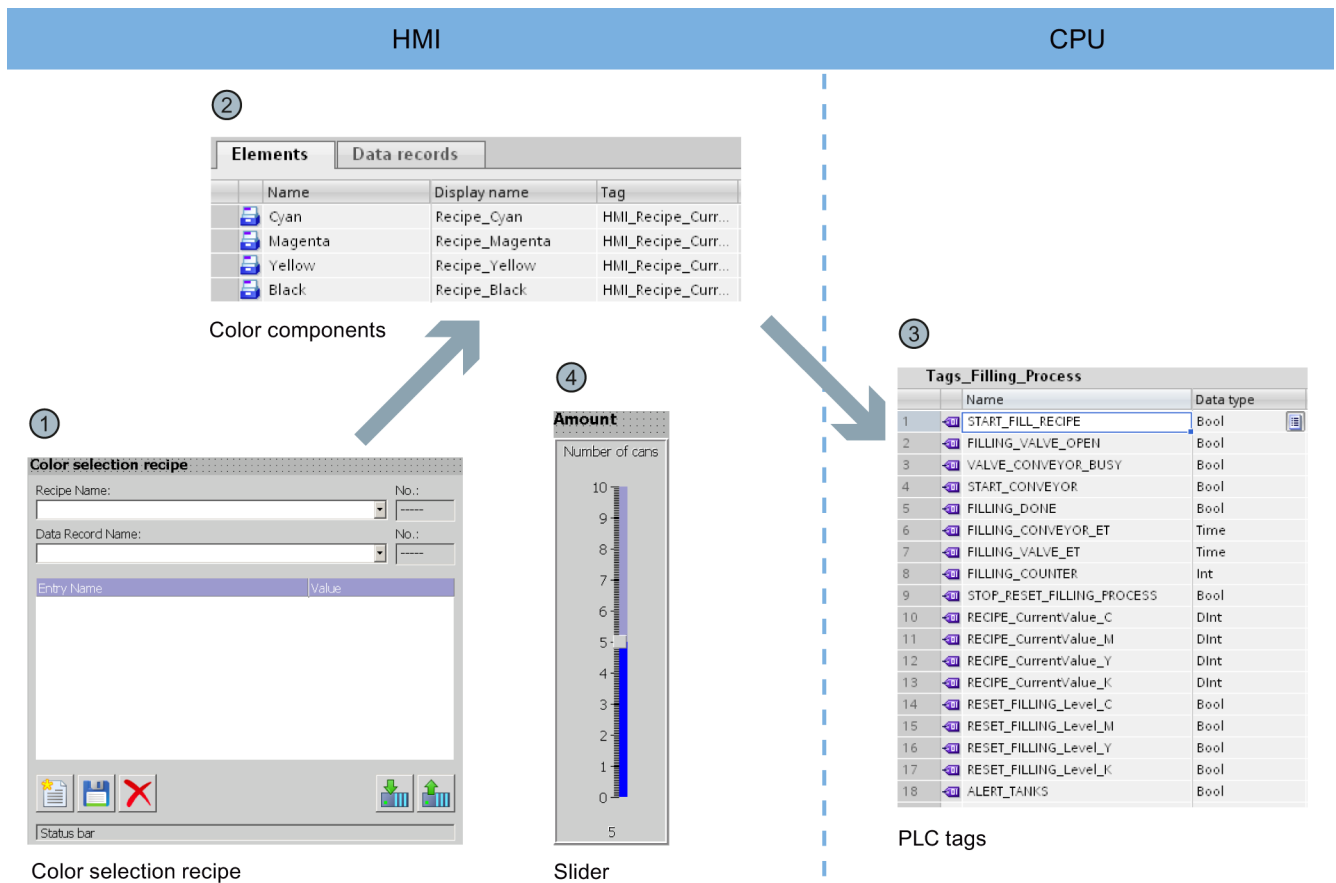 HMI
CPU
2
Elements Data records
Name Display name Tag
Cyan Recipe_Cyan HMI_Recipe_Curr...
Magenta Recipe_Magenta HMI_Recipe_Curr...
Yellow Recipe_Yellow HMI_Recipe_Curr...
Black Recipe_Black HMI_Recipe_Curr...
Color components
1
Color selection recipe
Recipe Name: No.:
-----
Data Record Name: No.:
-----
Entry Name Value
Status bar
Color selection recipe
4
Amount
Number of cans
10
9
8
7
6
5
4
3
2
1
0
5
Slider
3
Tags_Filling_Process
Name Data type
1 START_FILL_RECIPE Bool
2 FILLING_VALVE_OPEN Bool
3 VALVE_CONVEYOR_BUSY Bool
4 START_CONVEYOR Bool
5 FILLING_DONE Bool
6 FILLING_CONVEYOR_ET Time
7 FILLING_VALVE_ET Time
8 FILLING_COUNTER Int
9 STOP_RESET_FILLING_PROCESS Bool
10 RECIPE_CurrentValue_C DInt
11 RECIPE_CurrentValue_M DInt
12 RECIPE_CurrentValue_Y DInt
13 RECIPE_CurrentValue_K DInt
14 RESET_FILLING_Level_C Bool
15 RESET_FILLING_Level_M Bool
16 RESET_FILLING_Level_Y Bool
17 RESET_FILLING_Level_K Bool
18 ALERT_TANKS Bool
PLC tags